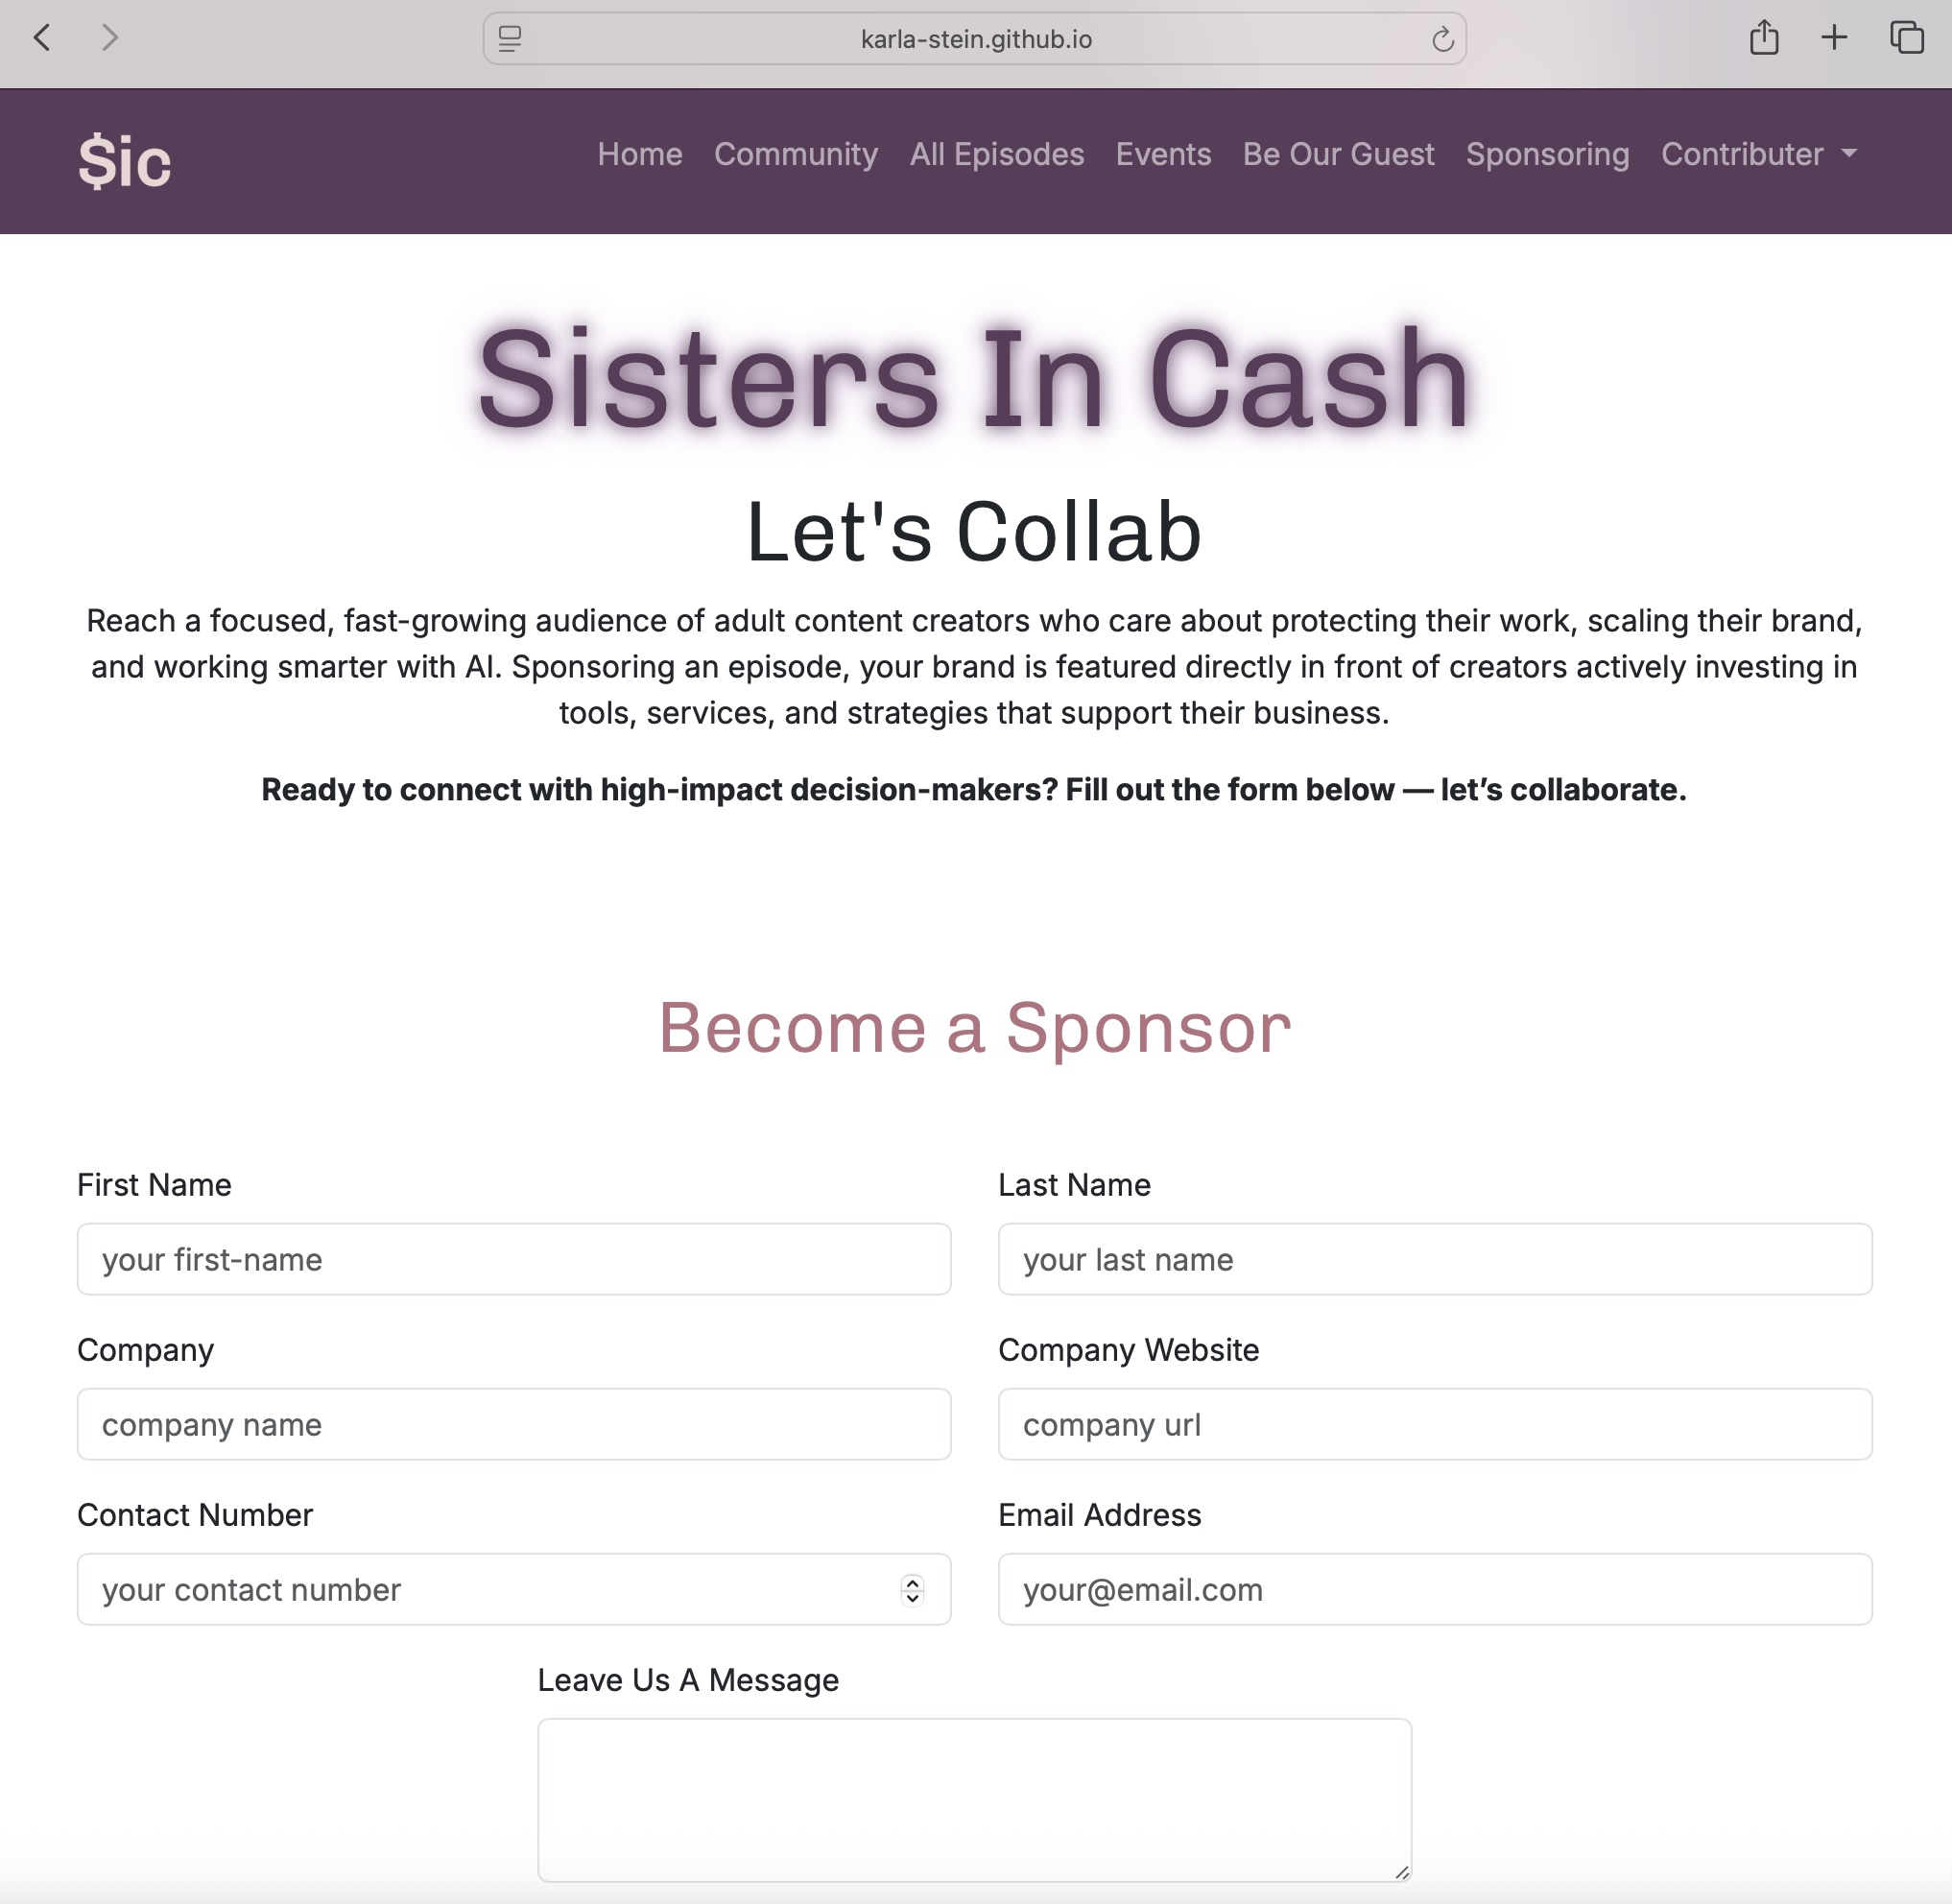 karla-stein.github.io
$ic
Home Community All Episodes Events Be Our Guest Sponsoring Contributer
Sisters In Cash
Let's Collab
Reach a focused, fast-growing audience of adult content creators who care about protecting their work, scaling their brand,
and working smarter with AI. Sponsoring an episode, your brand is featured directly in front of creators actively investing in
tools, services, and strategies that support their business.
Ready to connect with high-impact decision-makers? Fill out the form below — let’s collaborate.
Become a Sponsor
First Name Last Name
your first-name your last name
Company Company Website
company name company url
Contact Number Email Address
your contact number your@email.com
Leave Us A Message